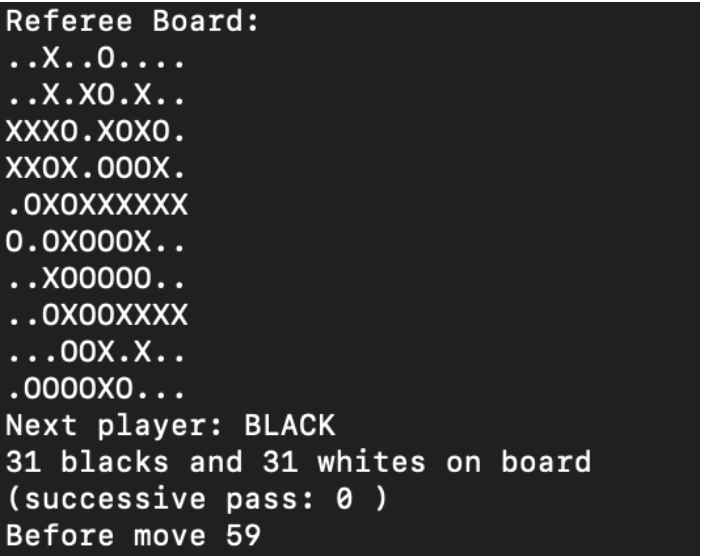 Referee Board:
..X..O....
..X.XO.X..
XXXO.XOXO.
XXOX.OOOX.
.OXOXXXXXX
O.OXOOOX..
..XOOOOO..
..OXOOXXXX
...OOX.X..
.OOOOXO...
Next player: BLACK
31 blacks and 31 whites on board
(successive pass: 0 )
Before move 59